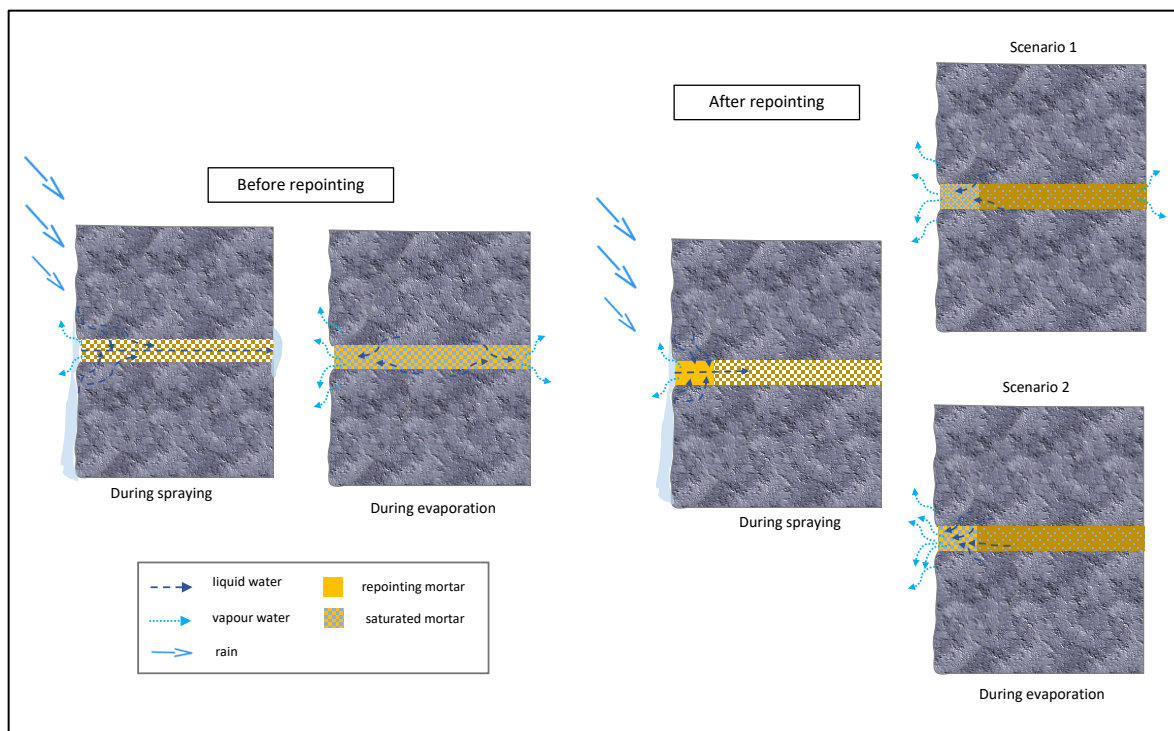 Before repointing
During spraying
During evaporation
After repointing
During spraying
Scenario 1
Scenario 2
During evaporation
liquid water
repointing mortar
vapour water
saturated mortar
rain